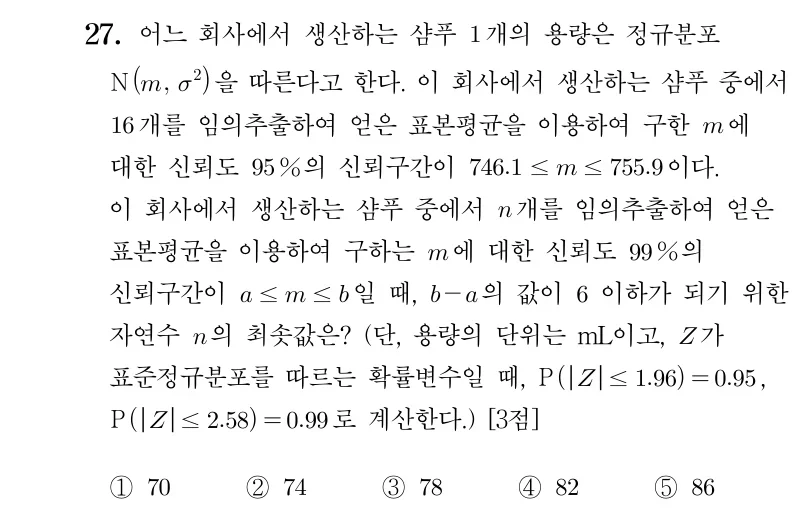 27. 어느 회사에서 생산하는 샴푸 1개의 용량은 정규분포
N(m, σ²)을 따른다고 한다. 이 회사에서 생산하는 샴푸 중에서
16개를 임의추출하여 얻은 표본평균을 이용하여 구한 m에
대한 신뢰도 95%의 신뢰구간이 746.1 ≤ m ≤ 755.9이다.
이 회사에서 생산하는 샴푸 중에서 n개를 임의추출하여 얻은
표본평균을 이용하여 구하는 m에 대한 신뢰도 99%의
신뢰구간이 a ≤ m ≤ b일 때, b-a의 값이 6 이하가 되기 위한
자연수 n의 최솟값은? (단, 용량의 단위는 mL이고, Z가
표준정규분포를 따르는 확률변수일 때, P(|Z| ≤ 1.96) = 0.95,
P(|Z| ≤ 2.58) = 0.99로 계산한다.) [3점]
① 70 ② 74 ③ 78 ④ 82 ⑤ 86